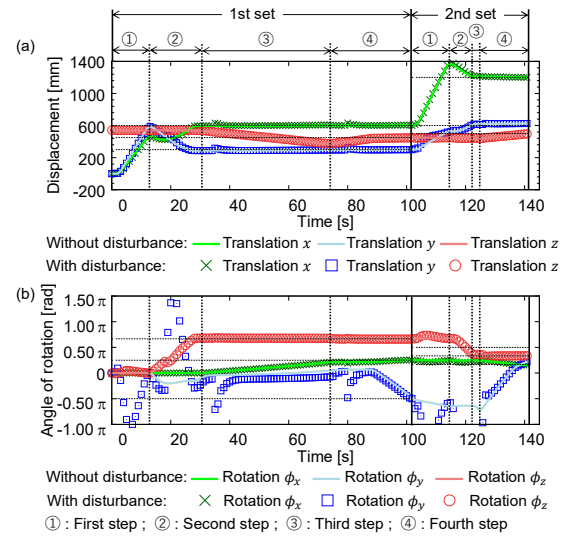 1st set 2nd set
(a) ① ② ③ ④ ① ② ③ ④
Displacement [mm]
1400
1000
600
200
-200
0 20 40 60 80 100 120 140
Time [s]
Without disturbance: Translation x Translation y Translation z
With disturbance: Translation x Translation y Translation z
(b)
Angle of rotation [rad]
1.50 π
1.00 π
0.50 π
0 π
-0.50 π
-1.00 π
0 20 40 60 80 100 120 140
Time [s]
Without disturbance: Rotation ϕx Rotation ϕy Rotation ϕz
With disturbance: Rotation ϕx Rotation ϕy Rotation ϕz
① : First step ; ② : Second step ; ③ : Third step ; ④ : Fourth step